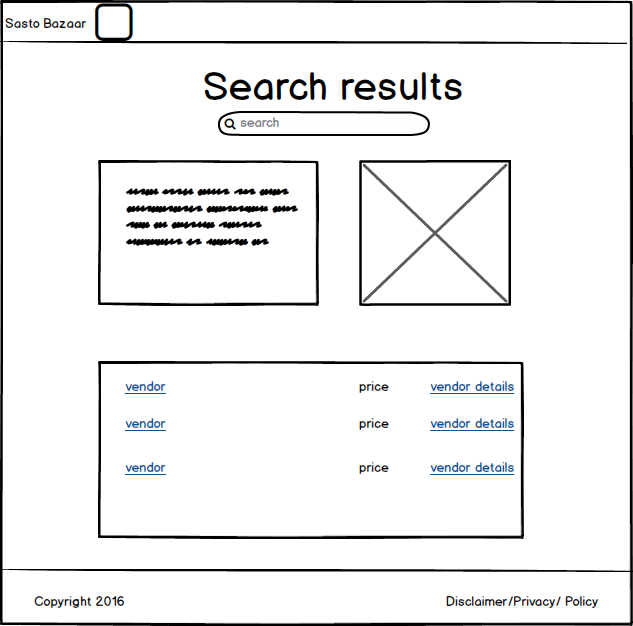 Sasto Bazaar
Search results
search
vendor price vendor details
vendor price vendor details
vendor price vendor details
Copyright 2016 Disclaimer/Privacy/ Policy